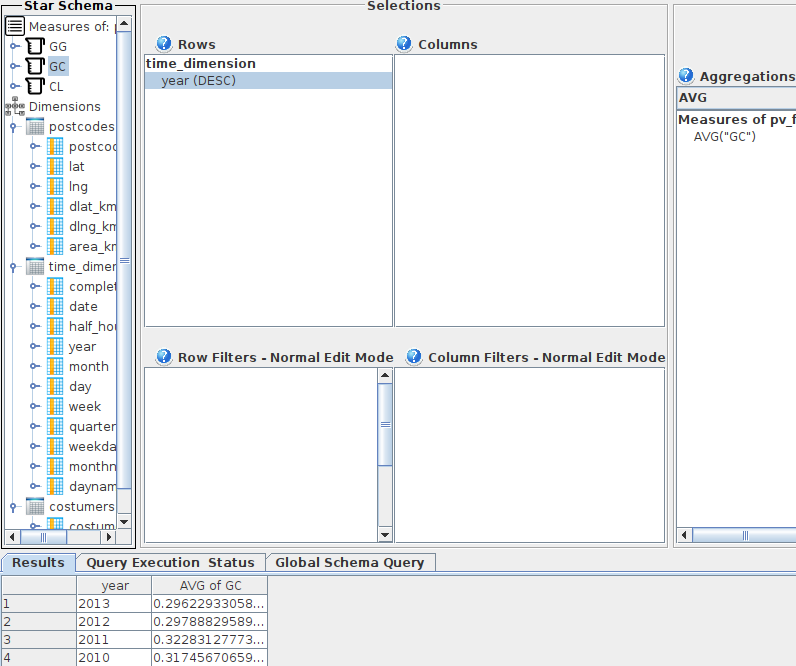 Star Schema
Measures of:
GG
GC
CL
Dimensions
postcodes
postcod
lat
lng
dlat_km
dlng_km
area_km
time_dimen
complet
date
half_hou
year
month
day
week
quarter
weekda
monthn
daynam
costumers
costum
Selections
Rows
time_dimension
year (DESC)
Columns
Row Filters - Normal Edit Mode
Column Filters - Normal Edit Mode
Aggregations
AVG
Measures of pv_f
AVG("GC")
Results
Query Execution Status
Global Schema Query
year AVG of GC
1 2013 0.29622933058...
2 2012 0.29788829589...
3 2011 0.32283127773...
4 2010 0.31745670659...